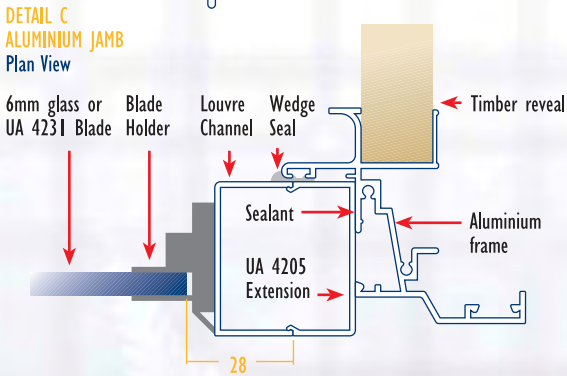 DETAIL C
ALUMINIUM JAMB
Plan View
6mm glass or
UA 4231 Blade
Blade
Holder
Louvre
Channel
Wedge
Seal
Timber reveal
Sealant
Aluminium
frame
UA 4205
Extension
28